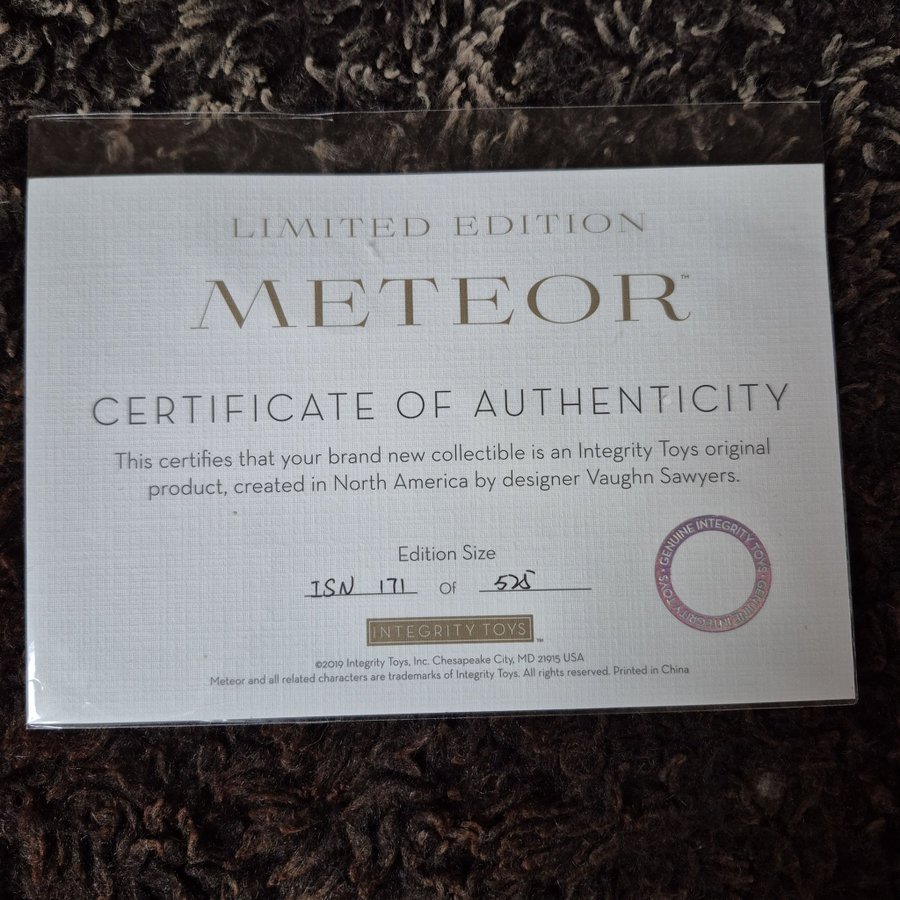 LIMITED EDITION
METEOR™
CERTIFICATE OF AUTHENTICITY
This certifies that your brand new collectible is an Integrity Toys original
product, created in North America by designer Vaughn Sawyers.
Edition Size
ISN 171 Of 525
GENUINE INTEGRITY TOYS • GENUINE INTEGRITY TOYS •
INTEGRITY TOYS™
©2019 Integrity Toys, Inc. Chesapeake City, MD 21915 USA
Meteor and all related characters are trademarks of Integrity Toys. All rights reserved. Printed in China